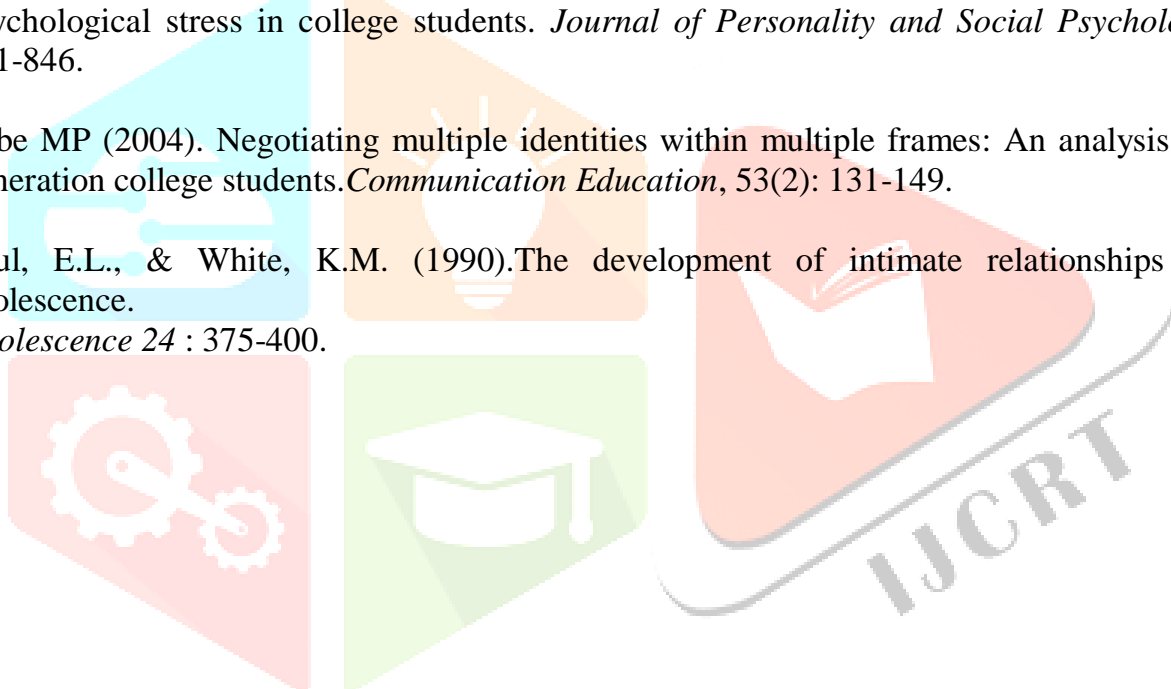 ychological stress in college students. Journal of Personality and Social Psychol
1-846.
be MP (2004). Negotiating multiple identities within multiple frames: An analysis
neration college students.Communication Education, 53(2): 131-149.
ul, E.L., & White, K.M. (1990).The development of intimate relationships
olescence.
olescence 24 : 375-400.
IJCRT